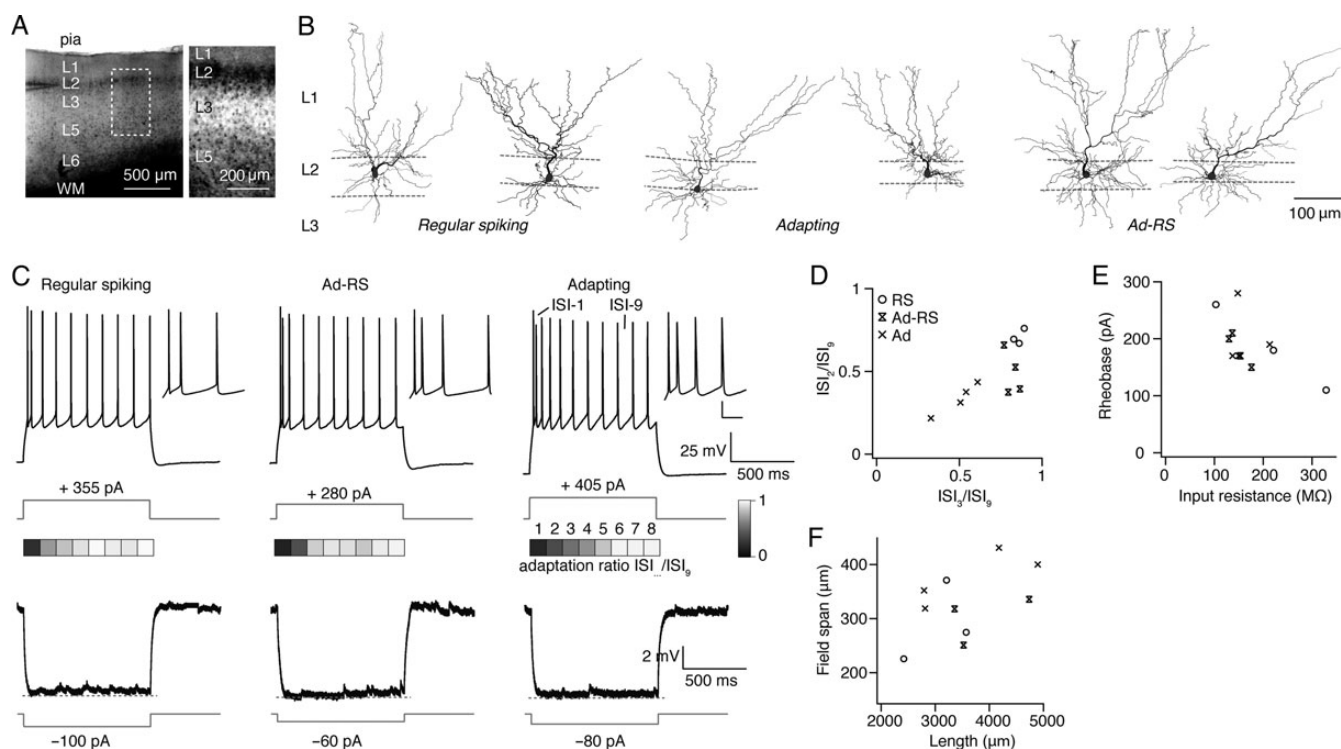 A
pia
L1
L2
L3
L5
L6
WM
500 µm
L1
L2
L3
L5
200 µm
B
L1
L2
L3
Regular spiking
Adapting
Ad-RS
100 µm
C
Regular spiking
Ad-RS
Adapting
ISI-1
ISI-9
25 mV
500 ms
+ 355 pA
+ 280 pA
+ 405 pA
1 2 3 4 5 6 7 8
1
0
adaptation ratio ISI.../ISI9
2 mV
500 ms
−100 pA
−60 pA
−80 pA
D
1
0.5
0
0
0.5
1
RS
Ad-RS
Ad
ISI2/ISI9
ISI3/ISI9
E
300
200
100
0
0 100 200 300
Rheobase (pA)
Input resistance (MΩ)
F
400
300
200
2000 3000 4000 5000
Field span (µm)
Length (µm)